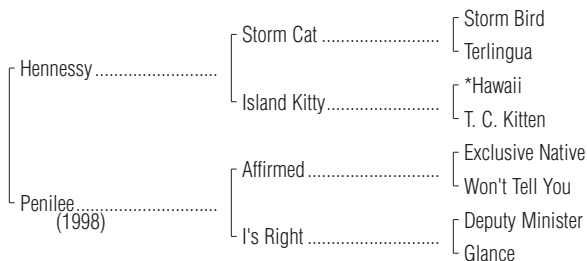 Storm Bird
Storm Cat ........................
Terlingua
Hennessy .........................
*Hawaii
Island Kitty.......................
T. C. Kitten
Exclusive Native
Affirmed ...........................
Won't Tell You
Penilee.............................
(1998)
Deputy Minister
I's Right ...........................
Glance